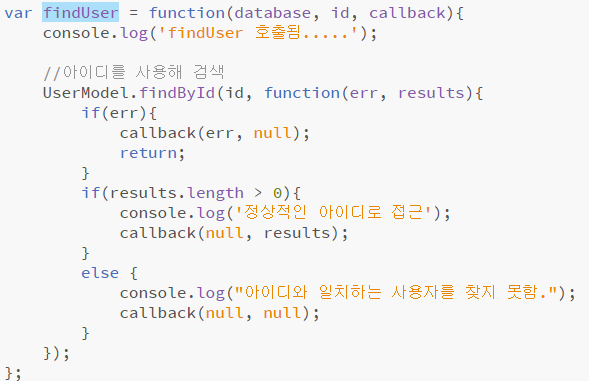 var findUser = function(database, id, callback){
    console.log('findUser 호출됨.....');

    //아이디를 사용해 검색
    UserModel.findById(id, function(err, results){
        if(err){
            callback(err, null);
            return;
        }
        if(results.length > 0){
            console.log('정상적인 아이디로 접근');
            callback(null, results);
        }
        else {
            console.log("아이디와 일치하는 사용자를 찾지 못함.");
            callback(null, null);
        }
    });
};